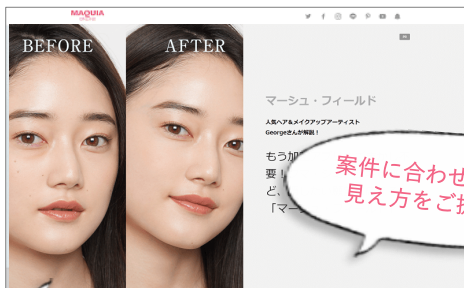 MAQUIA
BEFORE
AFTER
マーシュ・フィールド
人気ヘア&メイクアップアーティスト
Georgeさんが解説！
もう加
要！
ど、
「マー
案件に合わせ
見え方をご提